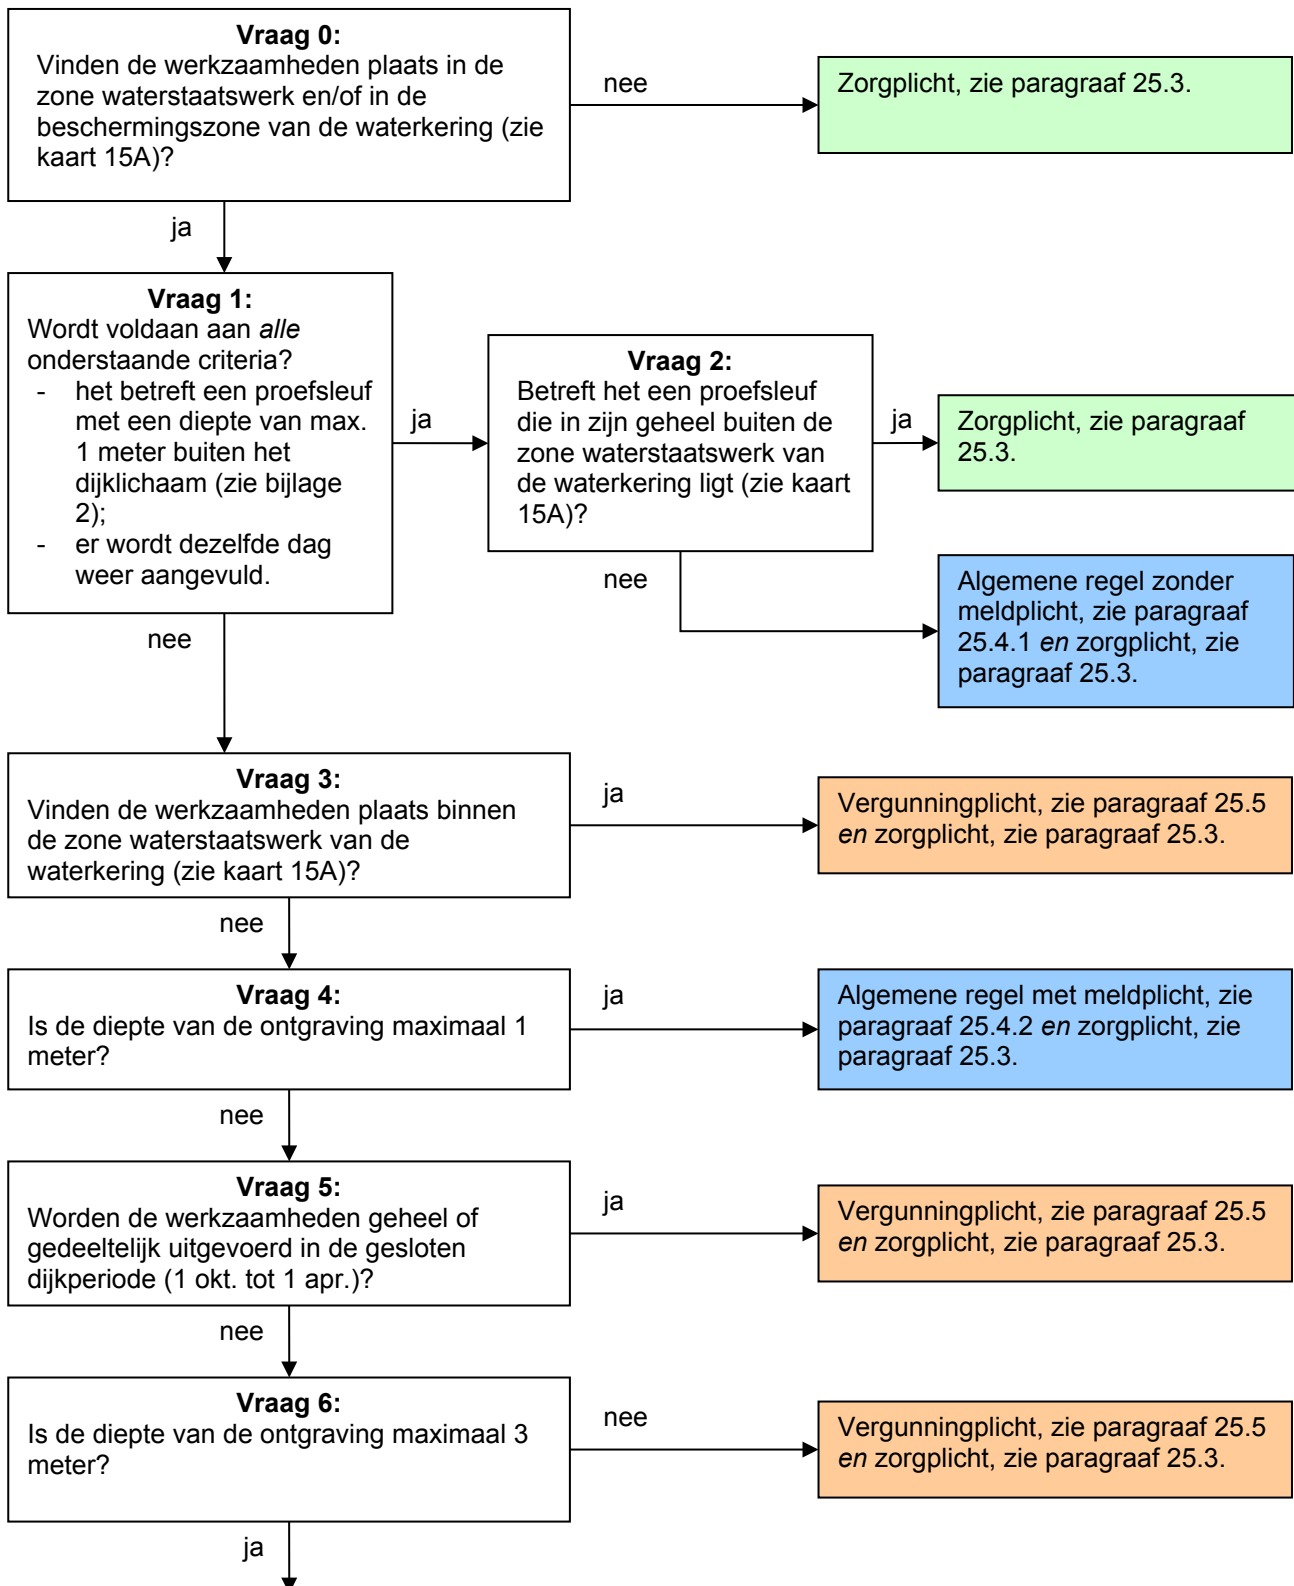 Vraag 0:
Vinden de werkzaamheden plaats in de
zone waterstaatswerk en/of in de
beschermingszone van de waterkering (zie
kaart 15A)?
nee
Zorgplicht, zie paragraaf 25.3.
ja
Vraag 1:
Wordt voldaan aan alle
onderstaande criteria?
- het betreft een proefsleuf
met een diepte van max.
1 meter buiten het
dijklichaam (zie bijlage
2);
- er wordt dezelfde dag
weer aangevuld.
ja
Vraag 2:
Betreft het een proefsleuf
die in zijn geheel buiten de
zone waterstaatswerk van
de waterkering ligt (zie kaart
15A)?
ja
Zorgplicht, zie paragraaf
25.3.
nee
Algemene regel zonder
meldplicht, zie paragraaf
25.4.1 en zorgplicht, zie
paragraaf 25.3.
nee
Vraag 3:
Vinden de werkzaamheden plaats binnen
de zone waterstaatswerk van de
waterkering (zie kaart 15A)?
ja
Vergunningplicht, zie paragraaf 25.5
en zorgplicht, zie paragraaf 25.3.
nee
Vraag 4:
Is de diepte van de ontgraving maximaal 1
meter?
ja
Algemene regel met meldplicht, zie
paragraaf 25.4.2 en zorgplicht, zie
paragraaf 25.3.
nee
Vraag 5:
Worden de werkzaamheden geheel of
gedeeltelijk uitgevoerd in de gesloten
dijkperiode (1 okt. tot 1 apr.)?
ja
Vergunningplicht, zie paragraaf 25.5
en zorgplicht, zie paragraaf 25.3.
nee
Vraag 6:
Is de diepte van de ontgraving maximaal 3
meter?
nee
Vergunningplicht, zie paragraaf 25.5
en zorgplicht, zie paragraaf 25.3.
ja